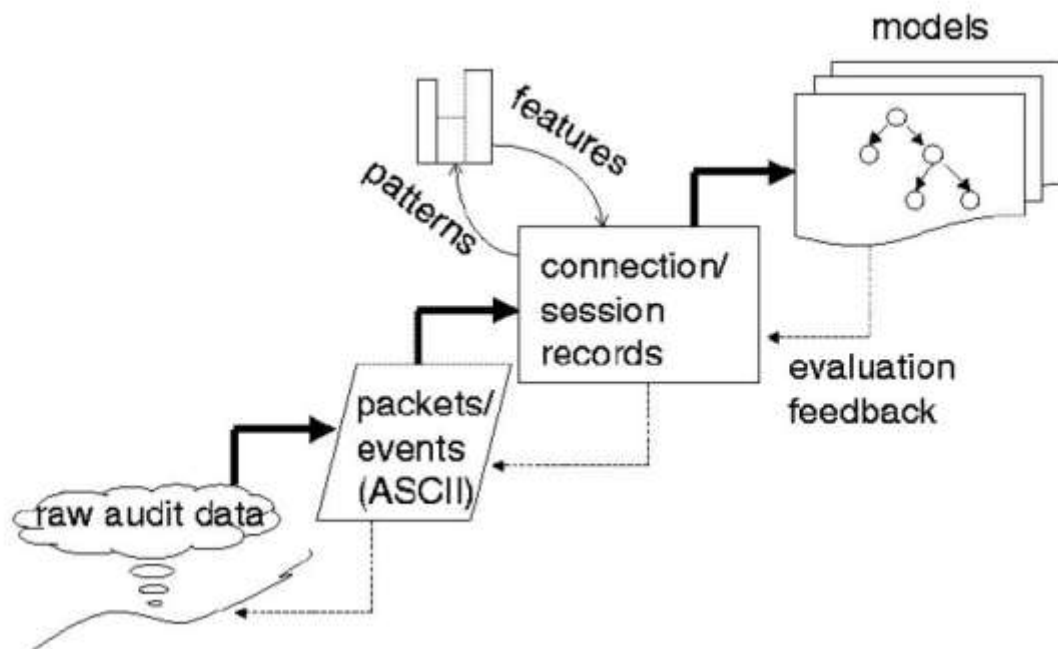 models
features
patterns
connection/
session
records
evaluation
feedback
packets/
events
(ASCII)
raw audit data